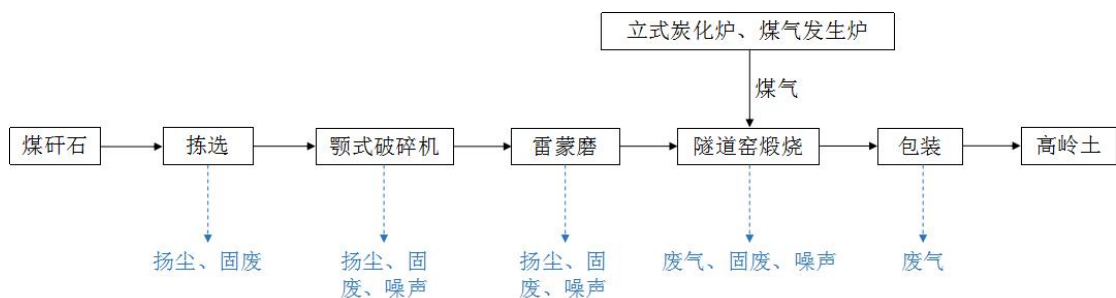 立式炭化炉、煤气发生炉
煤气
煤矸石
拣选
颚式破碎机
雷蒙磨
隧道窑煅烧
包装
高岭土
扬尘、固废
扬尘、固
废、噪声
扬尘、固
废、噪声
废气、固废、噪声
废气